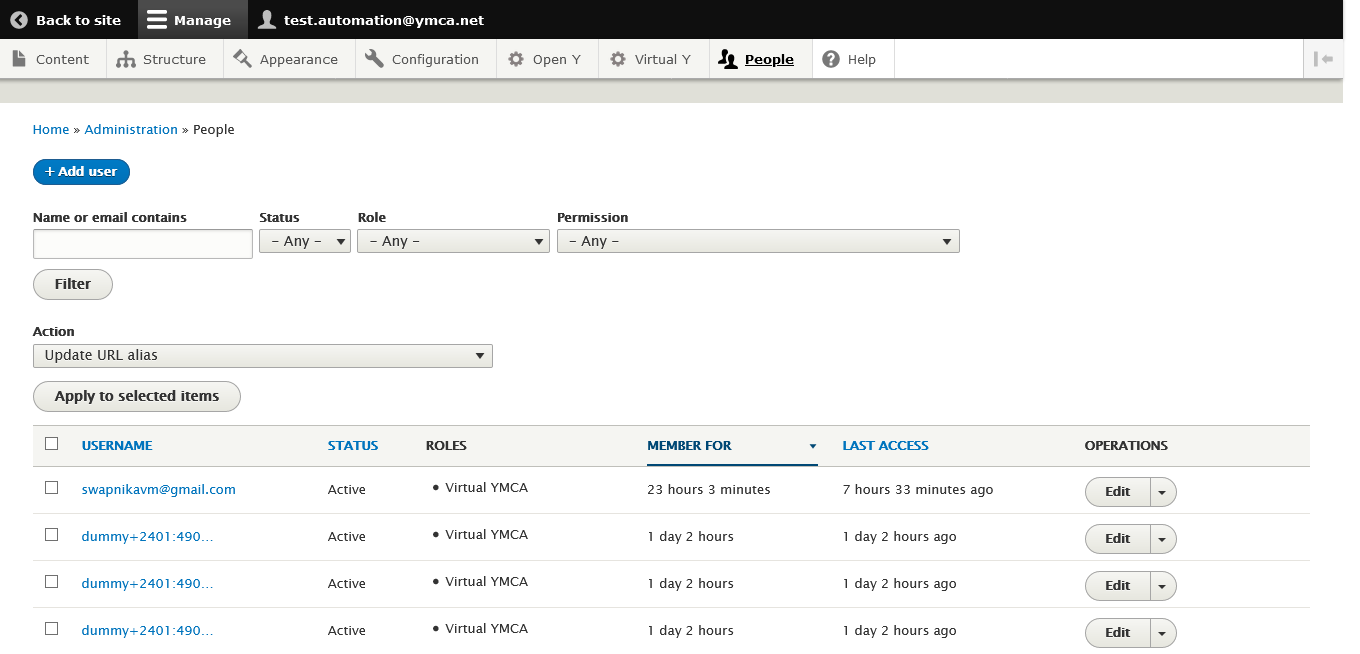 Back to site Manage test.automation@ymca.net
Content Structure Appearance Configuration Open Y Virtual Y People Help
Home » Administration » People
+ Add user
Name or email contains Status Role Permission
- Any - - Any - - Any -
Filter
Action
Update URL alias
Apply to selected items
USERNAME STATUS ROLES MEMBER FOR LAST ACCESS OPERATIONS
swapnikavm@gmail.com Active • Virtual YMCA 23 hours 3 minutes 7 hours 33 minutes ago Edit
dummy+2401:490... Active • Virtual YMCA 1 day 2 hours 1 day 2 hours ago Edit
dummy+2401:490... Active • Virtual YMCA 1 day 2 hours 1 day 2 hours ago Edit
dummy+2401:490... Active • Virtual YMCA 1 day 2 hours 1 day 2 hours ago Edit